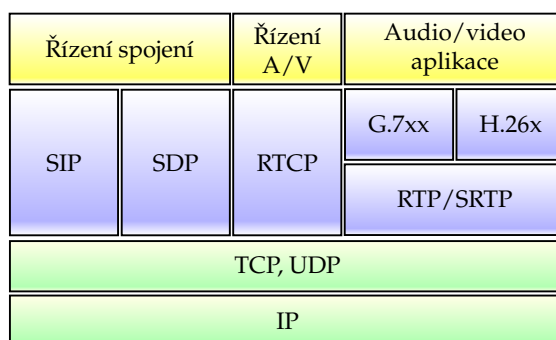 Řízení spojení
Řízení
A/V
Audio/video
aplikace
SIP
SDP
RTCP
G.7xx
H.26x
RTP/SRTP
TCP, UDP
IP